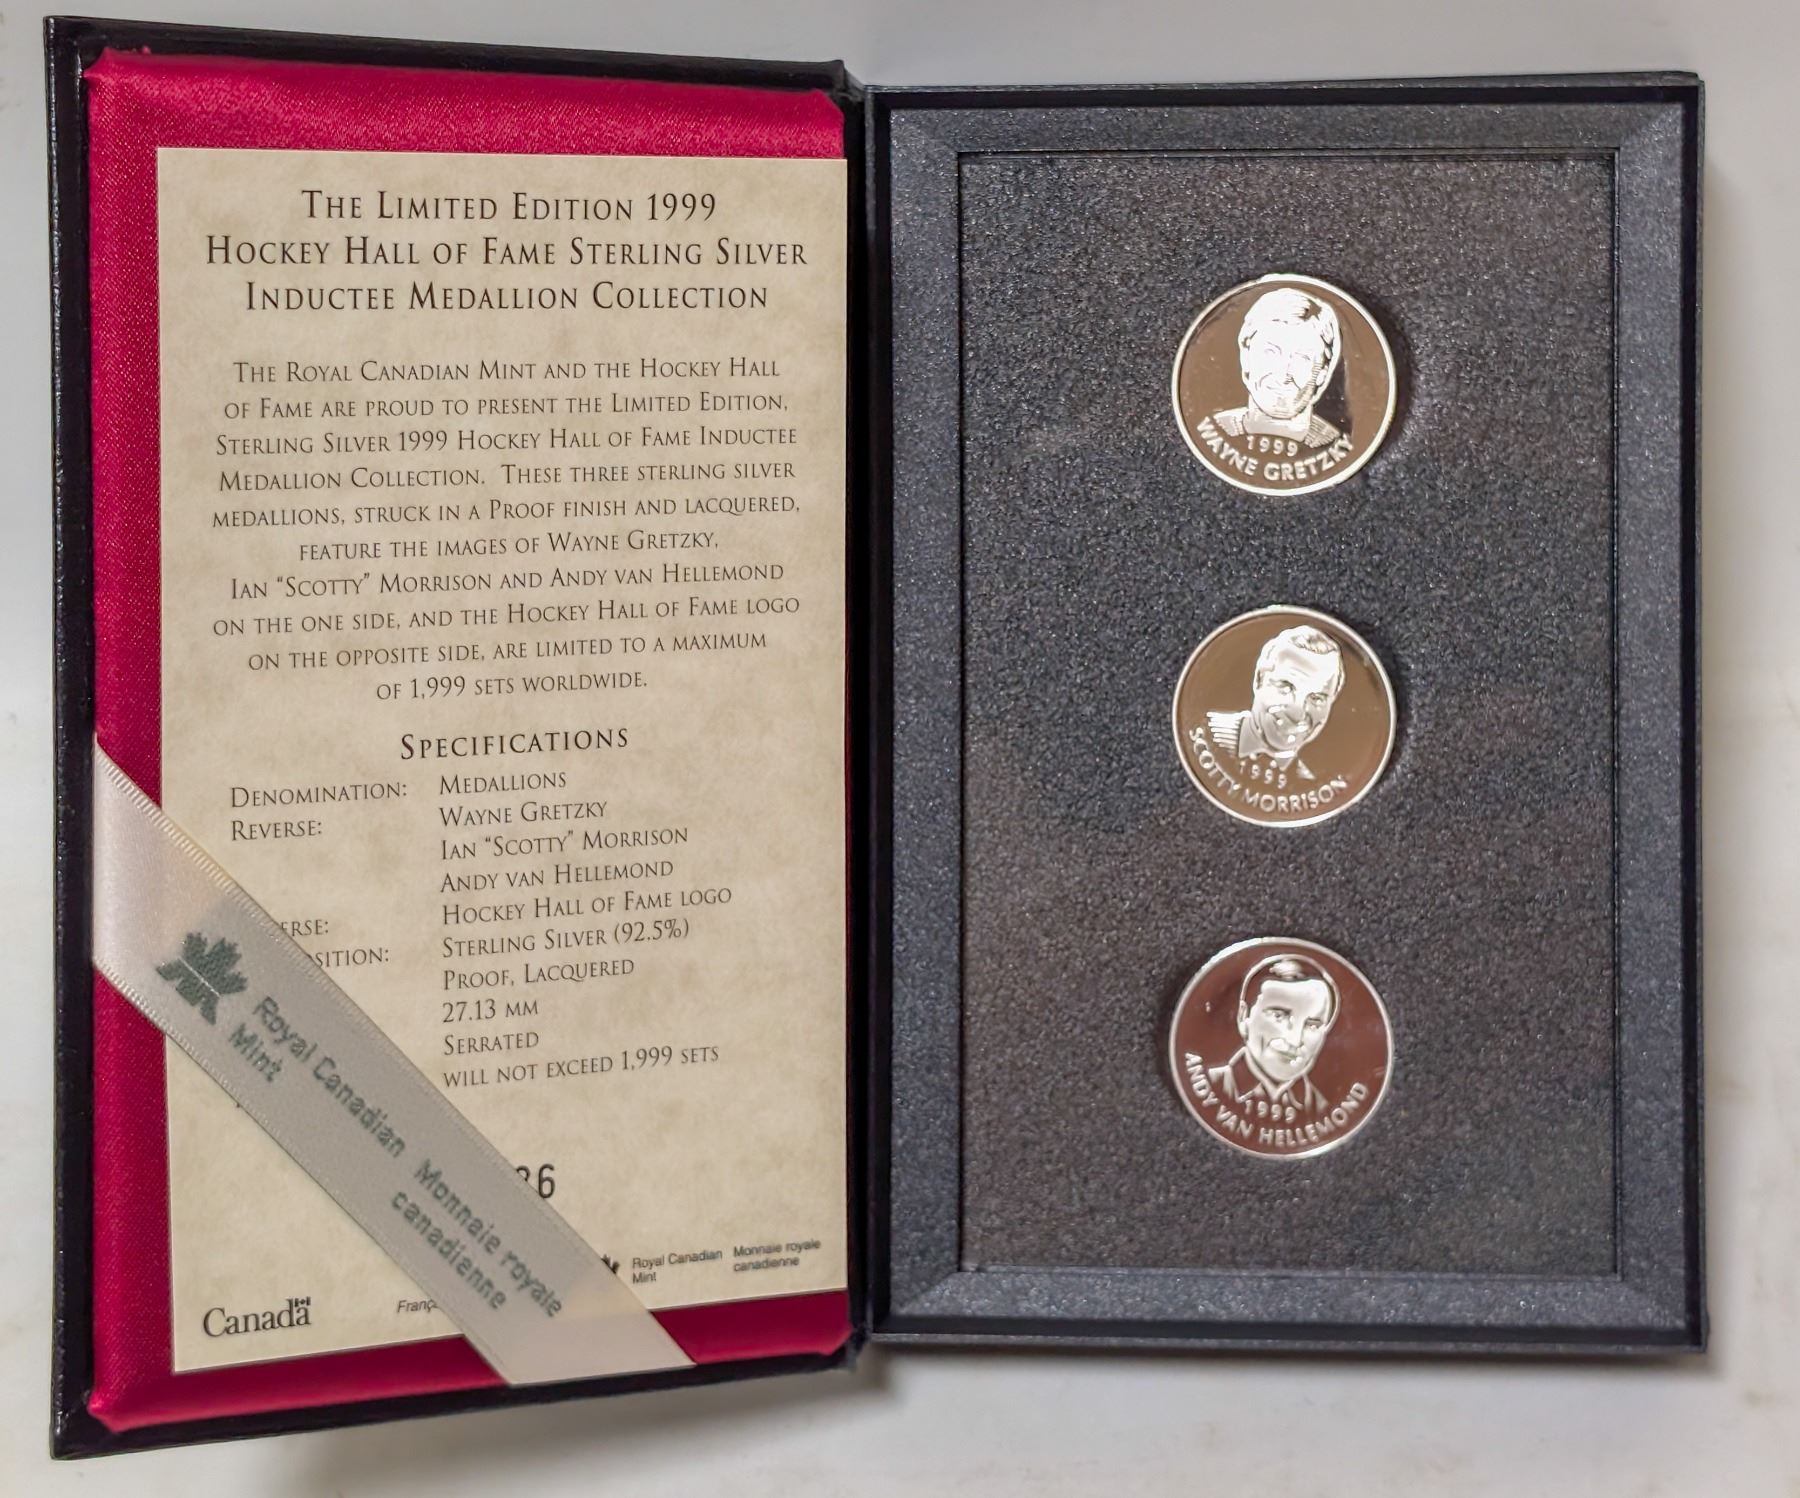 The Limited Edition 1999
Hockey Hall of Fame Sterling Silver
Inductee Medallion Collection
The Royal Canadian Mint and the Hockey Hall
of Fame are proud to present the Limited Edition,
Sterling Silver 1999 Hockey Hall of Fame Inductee
Medallion Collection. These three sterling silver
medallions, struck in a Proof finish and lacquered,
feature the images of Wayne Gretzky,
Ian “Scotty” Morrison and Andy van Hellemond
on the one side, and the Hockey Hall of Fame logo
on the opposite side, are limited to a maximum
of 1,999 sets worldwide.
Specifications
Denomination: Medallions
Reverse: Wayne Gretzky
Ian “Scotty” Morrison
Andy van Hellemond
Hockey Hall of Fame logo
Sterling Silver (92.5%)
Proof, Lacquered
27.13 mm
Serrated
will not exceed 1,999 sets
Royal Canadian
Mint
Monnaie royale
canadienne
Royal Canadian Monnaie royale
Mint canadienne
Canada
1999
WAYNE GRETZKY
1999
SCOTTY MORRISON
1999
ANDY VAN HELLEMOND